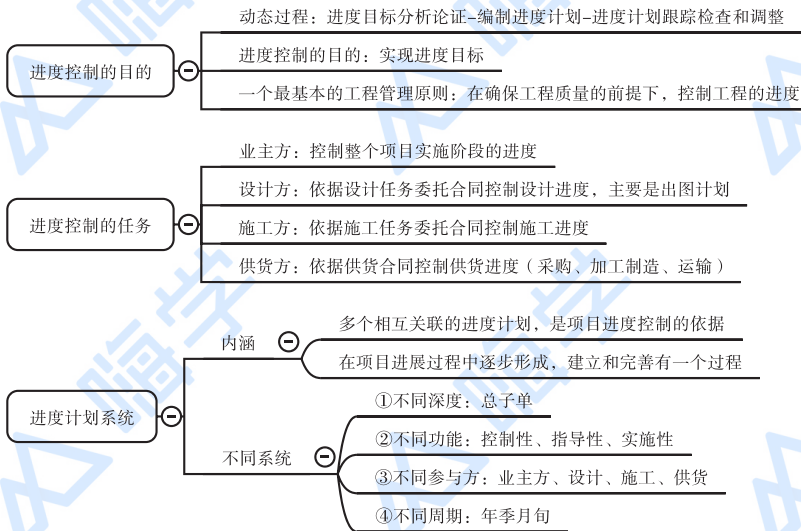 动态过程：进度目标分析论证-编制进度计划-进度计划跟踪检查和调整
进度控制的目的
进度控制的目的：实现进度目标
一个最基本的工程管理原则：在确保工程质量的前提下，控制工程的进度
业主方：控制整个项目实施阶段的进度
设计方：依据设计任务委托合同控制设计进度，主要是出图计划
进度控制的任务
施工方：依据施工任务委托合同控制施工进度
供货方：依据供货合同控制供货进度（采购、加工制造、运输）
多个相互关联的进度计划，是项目进度控制的依据
内涵
在项目进展过程中逐步形成，建立和完善有一个过程
进度计划系统
①不同深度：总子单
②不同功能：控制性、指导性、实施性
不同系统
③不同参与方：业主方、设计、施工、供货
④不同周期：年季月旬
嗨学
嗨学